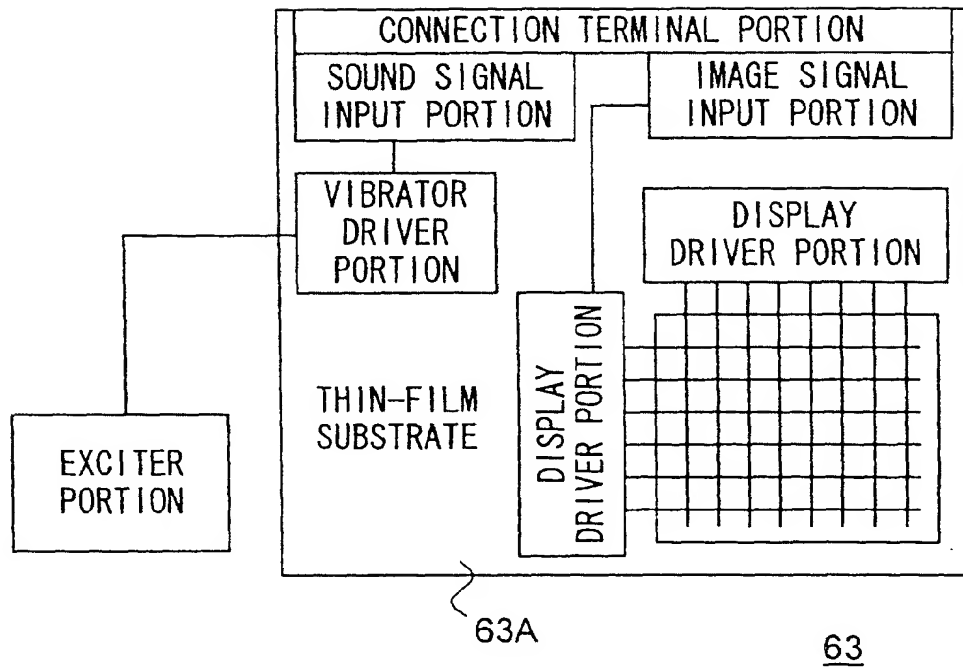 CONNECTION TERMINAL PORTION
SOUND SIGNAL
INPUT PORTION
IMAGE SIGNAL
INPUT PORTION
VIBRATOR
DRIVER
PORTION
DISPLAY
DRIVER PORTION
DISPLAY
DRIVER PORTION
THIN-FILM
SUBSTRATE
EXCITER
PORTION
63A
63